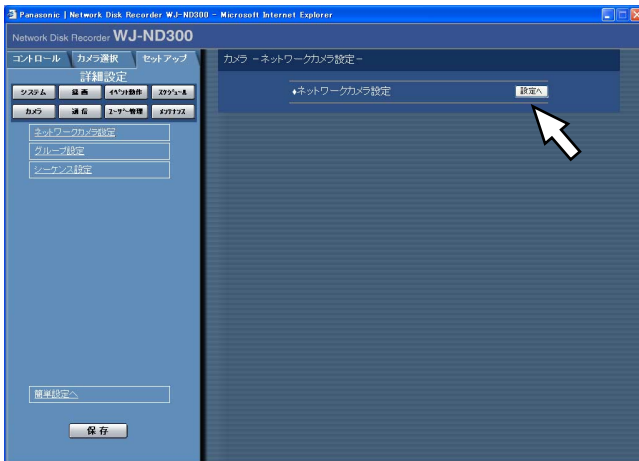 Panasonic | Network Disk Recorder WJ-ND300 - Microsoft Internet Explorer
Network Disk Recorder WJ-ND300
コントロール カメラ選択 セットアップ
カメラ －ネットワークカメラ設定－
詳細設定
システム 録画 ｲﾍﾞﾝﾄ動作 ｽｹｼﾞｭｰﾙ
カメラ 通信 ﾕｰｻﾞｰ管理 ﾒﾝﾃﾅﾝｽ
♦ネットワークカメラ設定 設定へ
ネットワークカメラ設定
グループ設定
シーケンス設定
簡単設定へ
保存